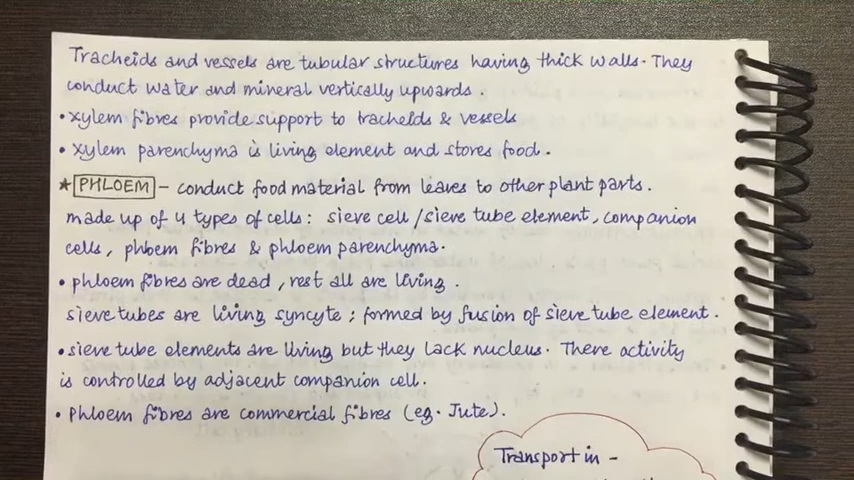 Tracheids and vessels are tubular structures having thick walls. They
conduct water and mineral vertically upwards.
• xylem fibres provide support to tracheids & vessels
• xylem parenchyma is living element and stores food.
★ PHLOEM - conduct food material from leaves to other plant parts.
made up of 4 types of cells: sieve cell/sieve tube element, companion
cells, phloem fibres & phloem parenchyma.
• phloem fibres are dead, rest all are living.
sieve tubes are living syncyte; formed by fusion of sieve tube element.
• sieve tube elements are living but they lack nucleus. There activity
is controlled by adjacent companion cell.
• Phloem fibres are commercial fibres (eg. Jute).
Transport in -